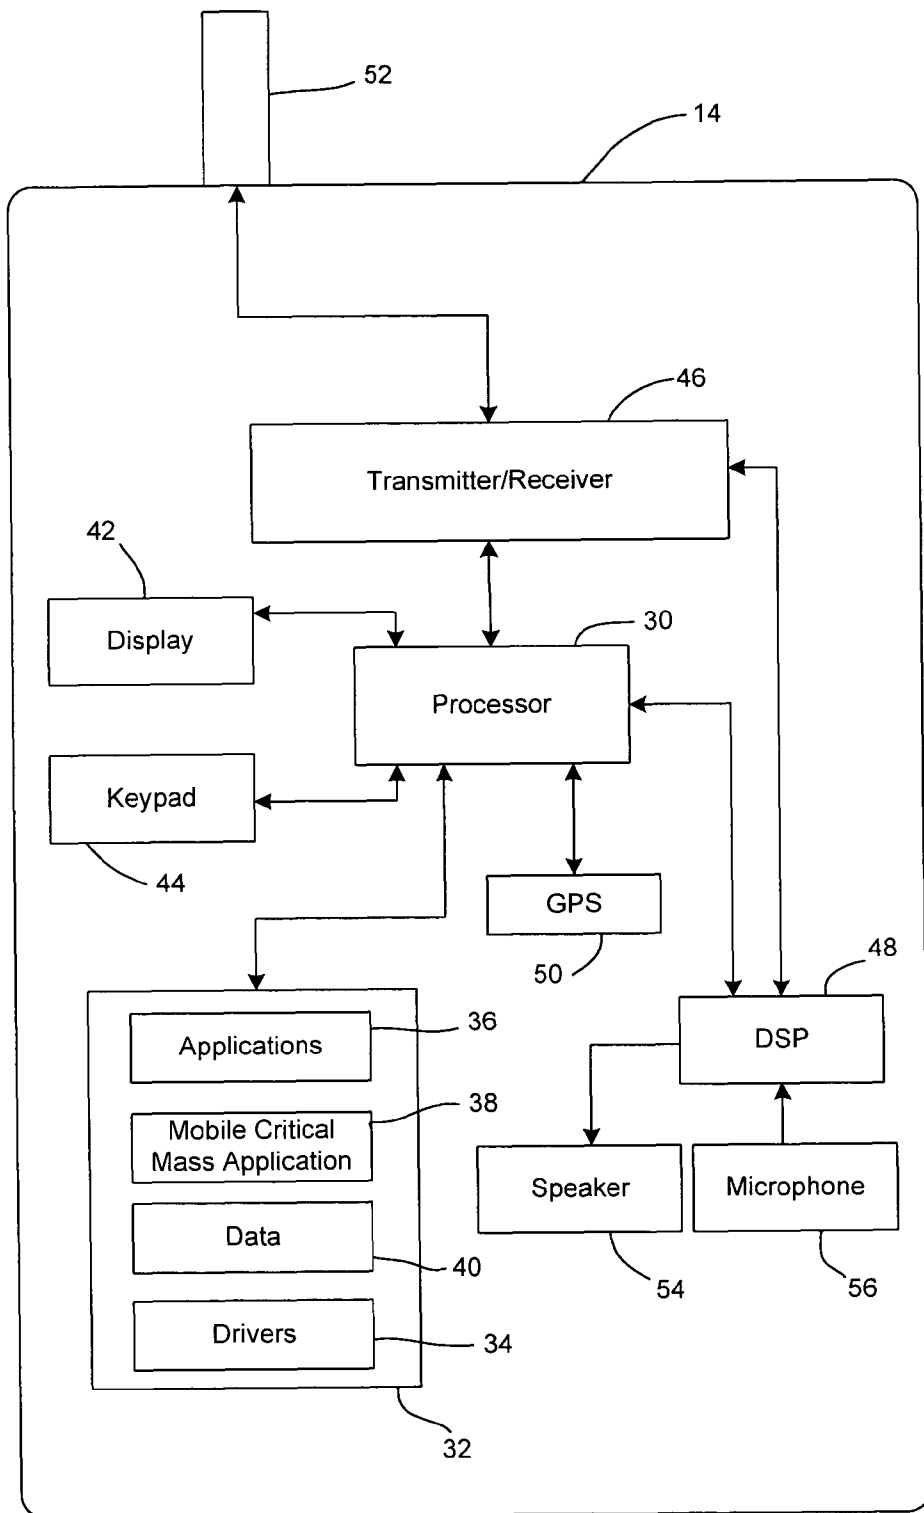 52
14
46
Transmitter/Receiver
42
Display
30
Processor
Keypad
44
GPS
50
48
DSP
36
Applications
38
Mobile Critical
Mass Application
Data
40
Drivers
34
32
Speaker
54
Microphone
56